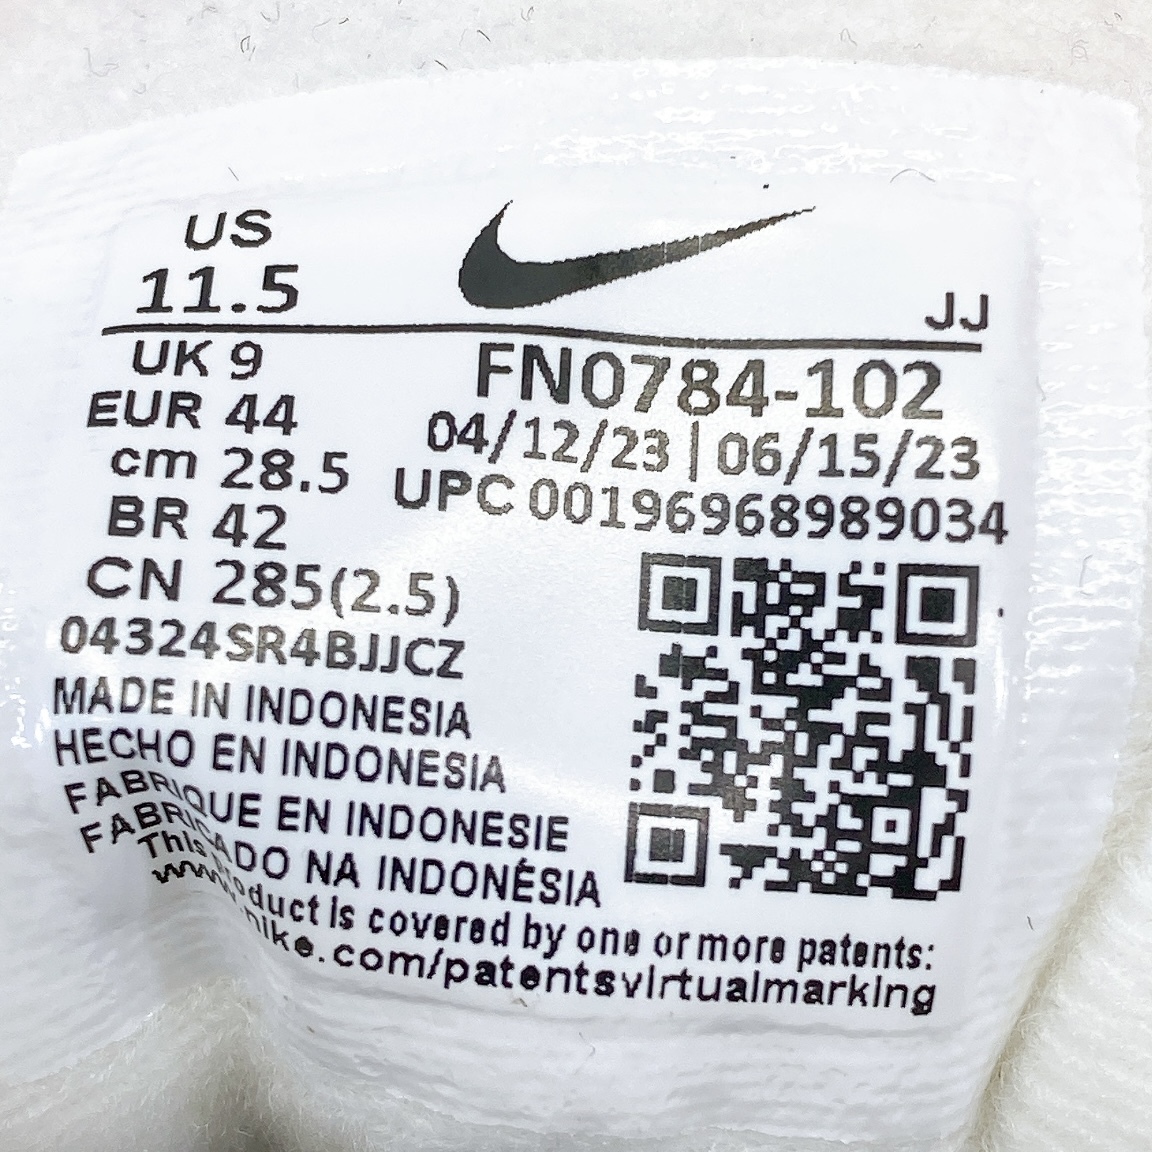 US
11.5
JJ
UK 9
EUR 44
cm 28.5
BR 42
CN 285(2.5)
04324SR4BJJCZ
FN0784-102
04/12/23 | 06/15/23
UPC 00196968989034
MADE IN INDONESIA
HECHO EN INDONESIA
FABRIQUE EN INDONESIE
FABRICADO NA INDONÉSIA
This product is covered by one or more patents:
www.nike.com/patentsvirtualmarking